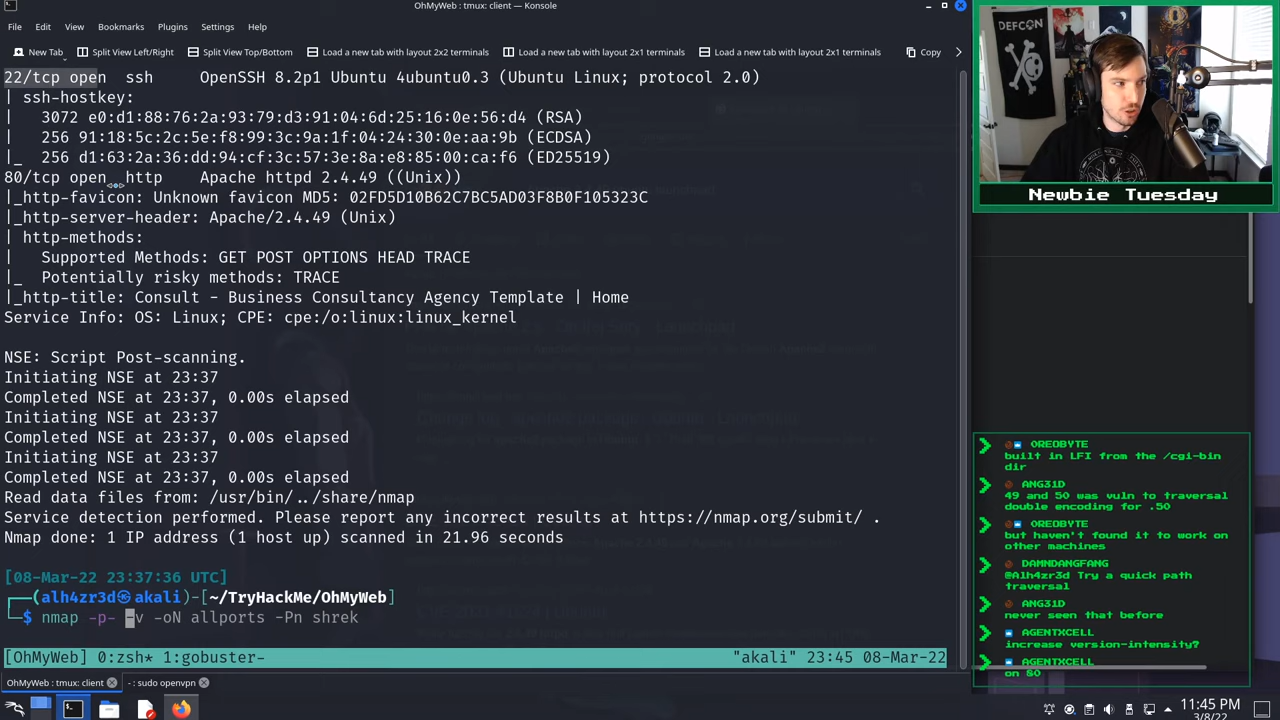 OhMyWeb : tmux: client — Konsole
File Edit View Bookmarks Plugins Settings Help
New Tab Split View Left/Right Split View Top/Bottom Load a new tab with layout 2x2 terminals Load a new tab with layout 2x1 terminals Load a new tab with layout 2x1 terminals Copy
22/tcp open ssh OpenSSH 8.2p1 Ubuntu 4ubuntu0.3 (Ubuntu Linux; protocol 2.0)
| ssh-hostkey:
| 3072 e0:d1:88:76:2a:93:79:d3:91:04:6d:25:16:0e:56:d4 (RSA)
| 256 91:18:5c:2c:5e:f8:99:3c:9a:1f:04:24:30:0e:aa:9b (ECDSA)
|_ 256 d1:63:2a:36:dd:94:cf:3c:57:3e:8a:e8:85:00:ca:f6 (ED25519)
80/tcp open http Apache httpd 2.4.49 ((Unix))
|_http-favicon: Unknown favicon MD5: 02FD5D10B62C7BC5AD03F8B0F105323C
|_http-server-header: Apache/2.4.49 (Unix)
| http-methods:
| Supported Methods: GET POST OPTIONS HEAD TRACE
|_ Potentially risky methods: TRACE
|_http-title: Consult - Business Consultancy Agency Template | Home
Service Info: OS: Linux; CPE: cpe:/o:linux:linux_kernel
NSE: Script Post-scanning.
Initiating NSE at 23:37
Completed NSE at 23:37, 0.00s elapsed
Initiating NSE at 23:37
Completed NSE at 23:37, 0.00s elapsed
Initiating NSE at 23:37
Completed NSE at 23:37, 0.00s elapsed
Read data files from: /usr/bin/../share/nmap
Service detection performed. Please report any incorrect results at https://nmap.org/submit/ .
Nmap done: 1 IP address (1 host up) scanned in 21.96 seconds
[08-Mar-22 23:37:36 UTC]
(alh4zr3d㉿akali)-[~/TryHackMe/OhMyWeb]
$ nmap -p- -v -oN allports -Pn shrek
[OhMyWeb] 0:zsh* 1:gobuster- "akali" 23:45 08-Mar-22
OhMyWeb : tmux: client
- : sudo openvpn
11:45 PM
3/8/22
DEFCON
Newbie Tuesday
0REOBYTE
built in LFI from the /cgi-bin
dir
ANG31D
49 and 50 was vuln to traversal
double encoding for .50
0REOBYTE
but haven't found it to work on
other machines
DAMNDANGFANG
@Alh4zr3d Try a quick path
travers​a
ANG31D
never seen that before
AGENTXCELL
increase version-intensity?
AGENTXCELL
on 80